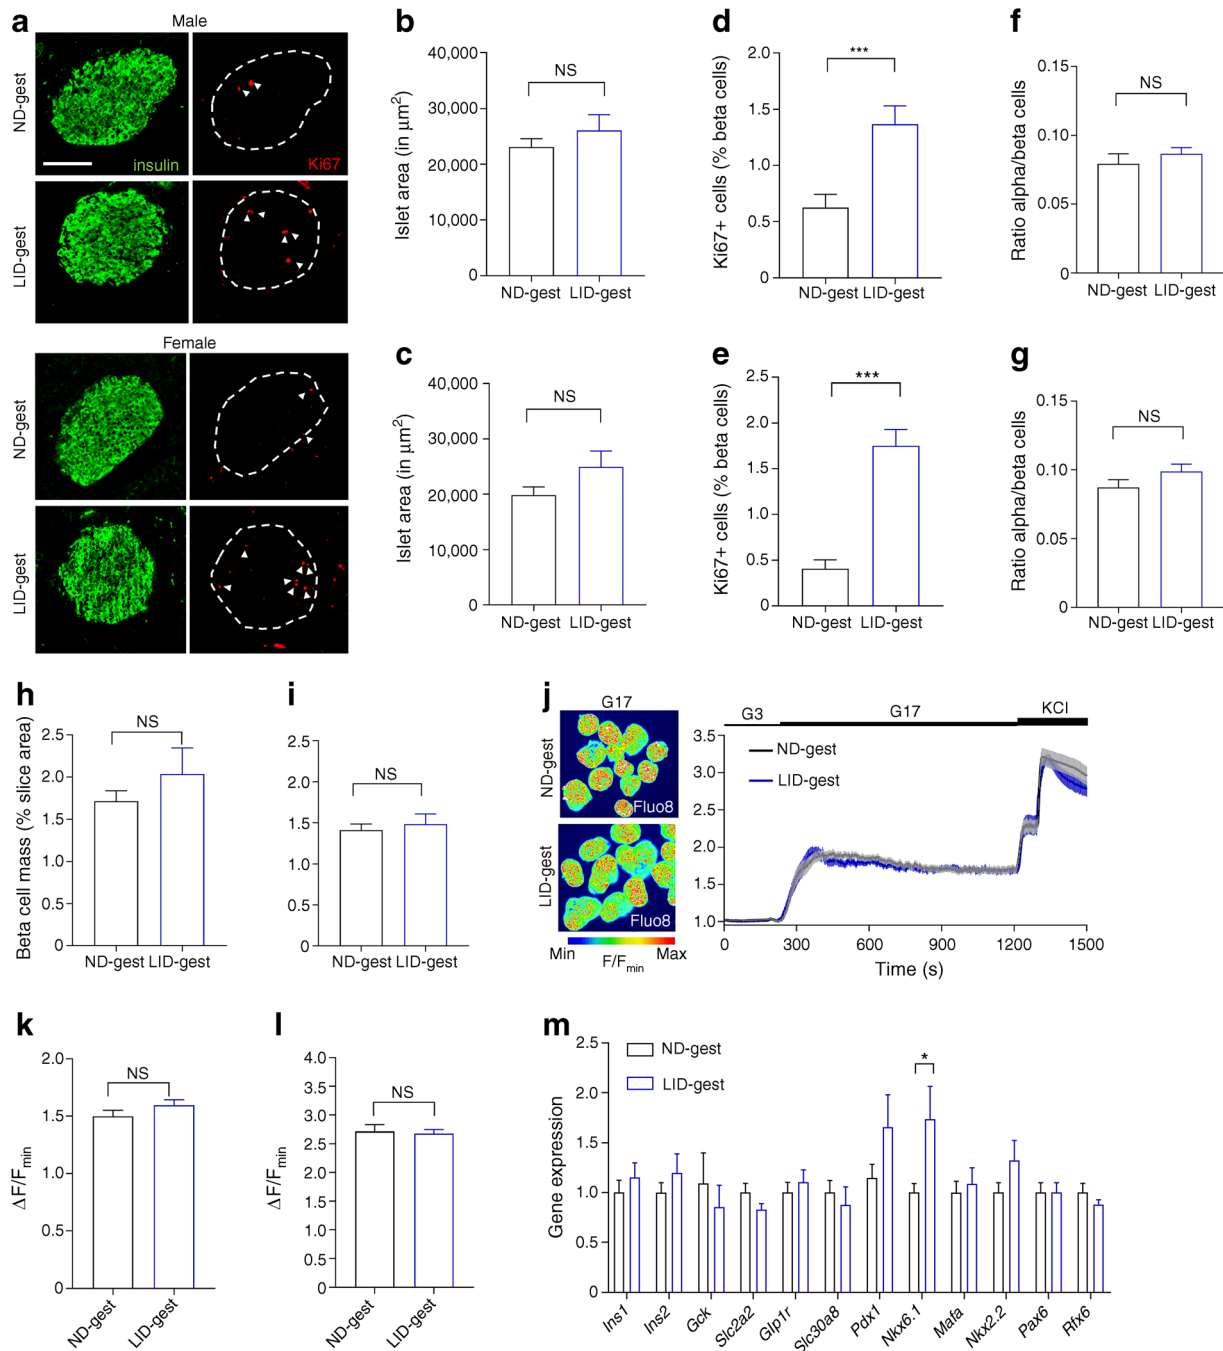 a
Male
ND-gest
insulin
Ki67
LID-gest
Female
ND-gest
LID-gest
b
Islet area (in μm²)
40,000
30,000
20,000
10,000
0
NS
ND-gest LID-gest
c
Islet area (in μm²)
40,000
30,000
20,000
10,000
0
NS
ND-gest LID-gest
d
Ki67+ cells (% beta cells)
2.0
1.5
1.0
0.5
0
***
ND-gest LID-gest
e
Ki67+ cells (% beta cells)
2.5
2.0
1.5
1.0
0.5
0
***
ND-gest LID-gest
f
Ratio alpha/beta cells
0.15
0.10
0.05
0
NS
ND-gest LID-gest
g
Ratio alpha/beta cells
0.15
0.10
0.05
0
NS
ND-gest LID-gest
h
Beta cell mass (% slice area)
2.5
2.0
1.5
1.0
0.5
0
NS
ND-gest LID-gest
i
2.5
2.0
1.5
1.0
0.5
0
NS
ND-gest LID-gest
j
G17
ND-gest
Fluo8
LID-gest
Fluo8
Min F/Fmin Max
G3 G17 KCl
ND-gest
LID-gest
3.5
3.0
2.5
2.0
1.5
1.0
0 300 600 900 1200 1500
Time (s)
k
ΔF/Fmin
2.0
1.5
1.0
0.5
0
NS
ND-gest LID-gest
l
ΔF/Fmin
4.0
3.5
3.0
2.5
2.0
1.5
1.0
0.5
0
NS
ND-gest LID-gest
m
Gene expression
2.5
2.0
1.5
1.0
0.5
0
ND-gest
LID-gest
*
Ins1 Ins2 Gck Slc2a2 Glp1r Slc30a8 Pdx1 Nkx6.1 Mafa Nkx2.2 Pax6 Rfx6